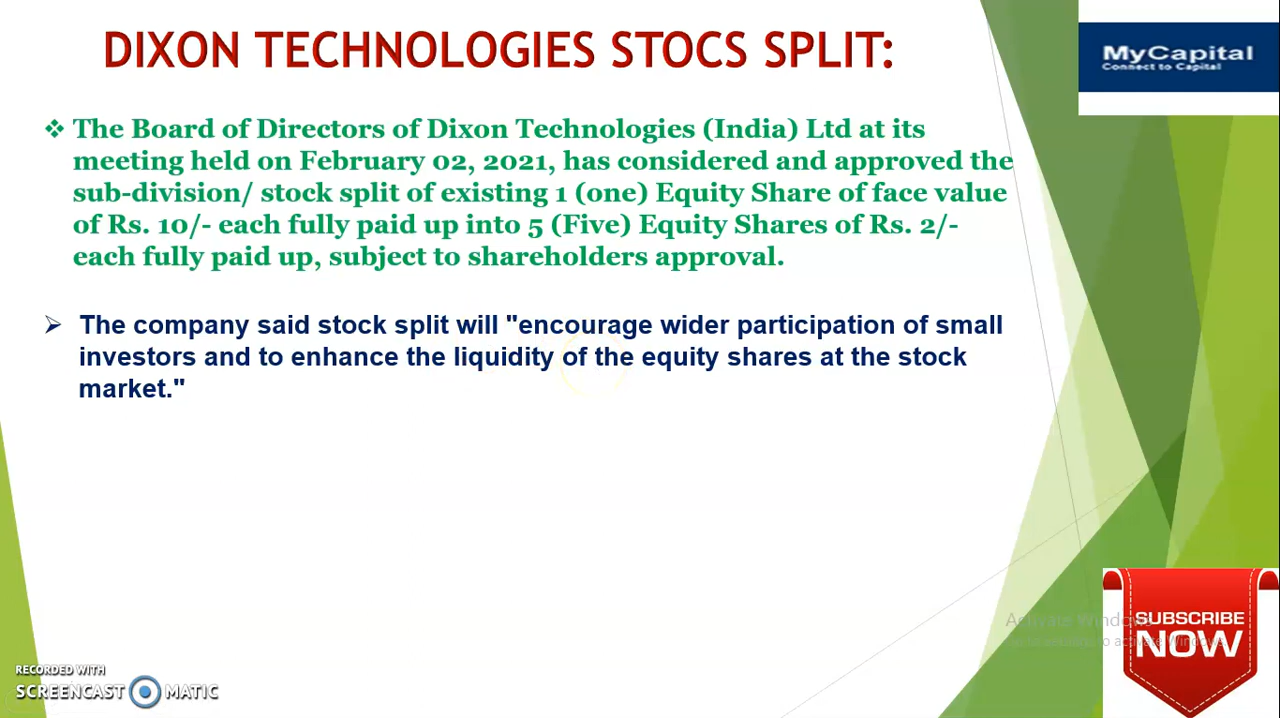 DIXON TECHNOLOGIES STOCS SPLIT:
MyCapital
Connect to Capital
The Board of Directors of Dixon Technologies (India) Ltd at its
meeting held on February 02, 2021, has considered and approved the
sub-division/ stock split of existing 1 (one) Equity Share of face value
of Rs. 10/- each fully paid up into 5 (Five) Equity Shares of Rs. 2/-
each fully paid up, subject to shareholders approval.
The company said stock split will "encourage wider participation of small
investors and to enhance the liquidity of the equity shares at the stock
market."
Activate Windows
SUBSCRIBE
NOW
RECORDED WITH
SCREENCAST MATIC